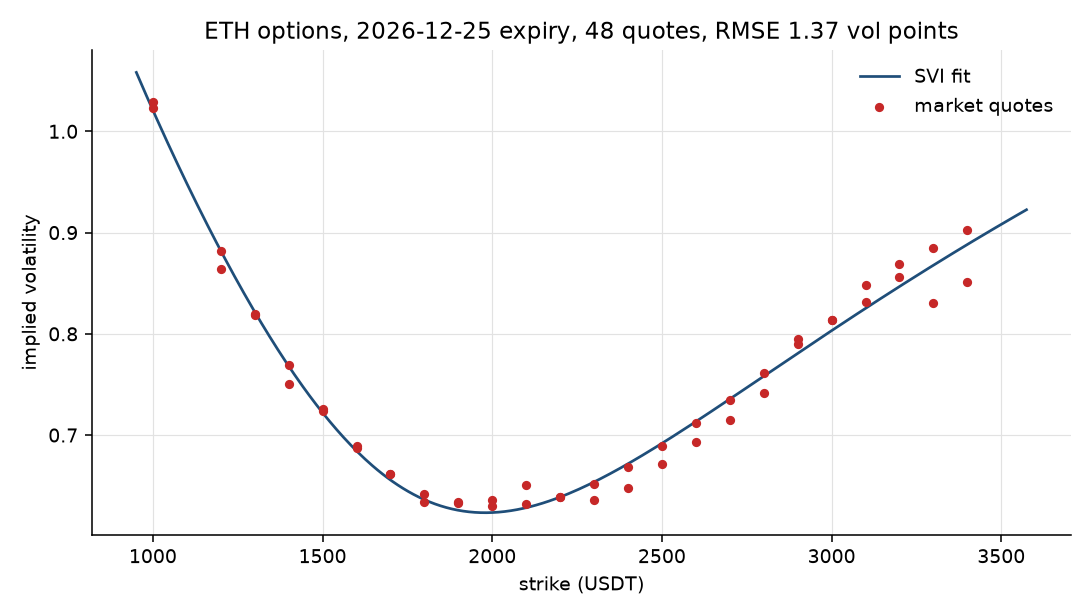 ETH options, 2026-12-25 expiry, 48 quotes, RMSE 1.37 vol points
SVI fit
market quotes
implied volatility
1.0
0.9
0.8
0.7
1000
1500
2000
2500
3000
3500
strike (USDT)